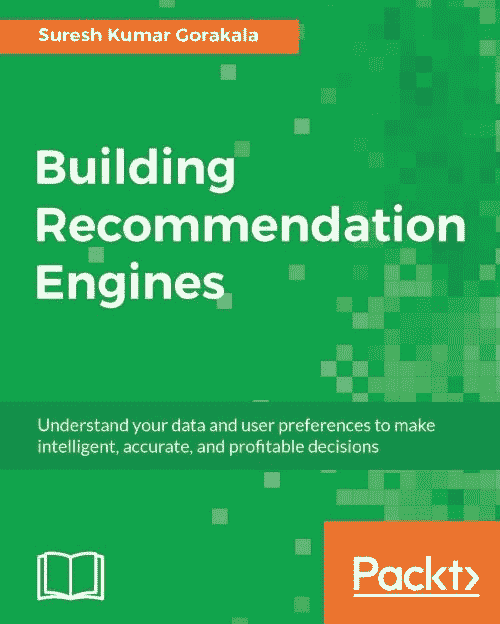 Suresh Kumar Gorakala
Building
Recommendation
Engines
Understand your data and user preferences to make
intelligent, accurate, and profitable decisions
Packt>